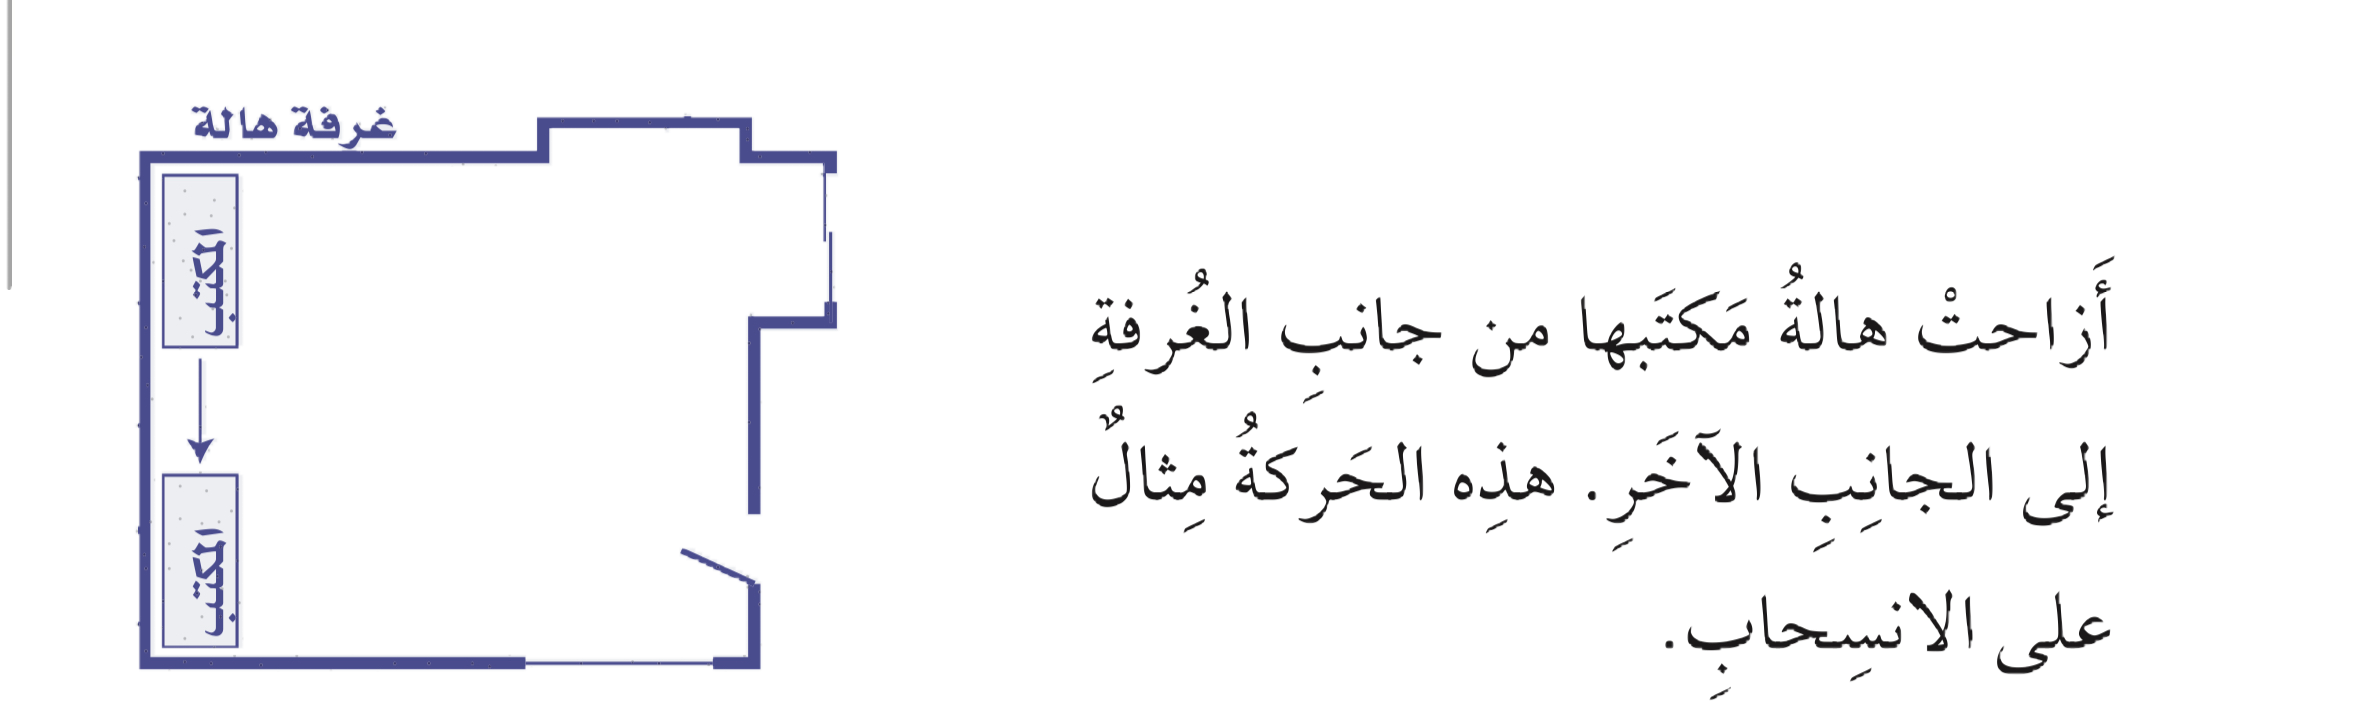 غرفة هالة
المكتب
المكتب
أَزاحتْ هالةُ مَكتَبها من جانبِ الغُرفةِ
إلى الجانِبِ الآخَرِ. هذِه الحَركةُ مِثالٌ
على الانسِحابِ.